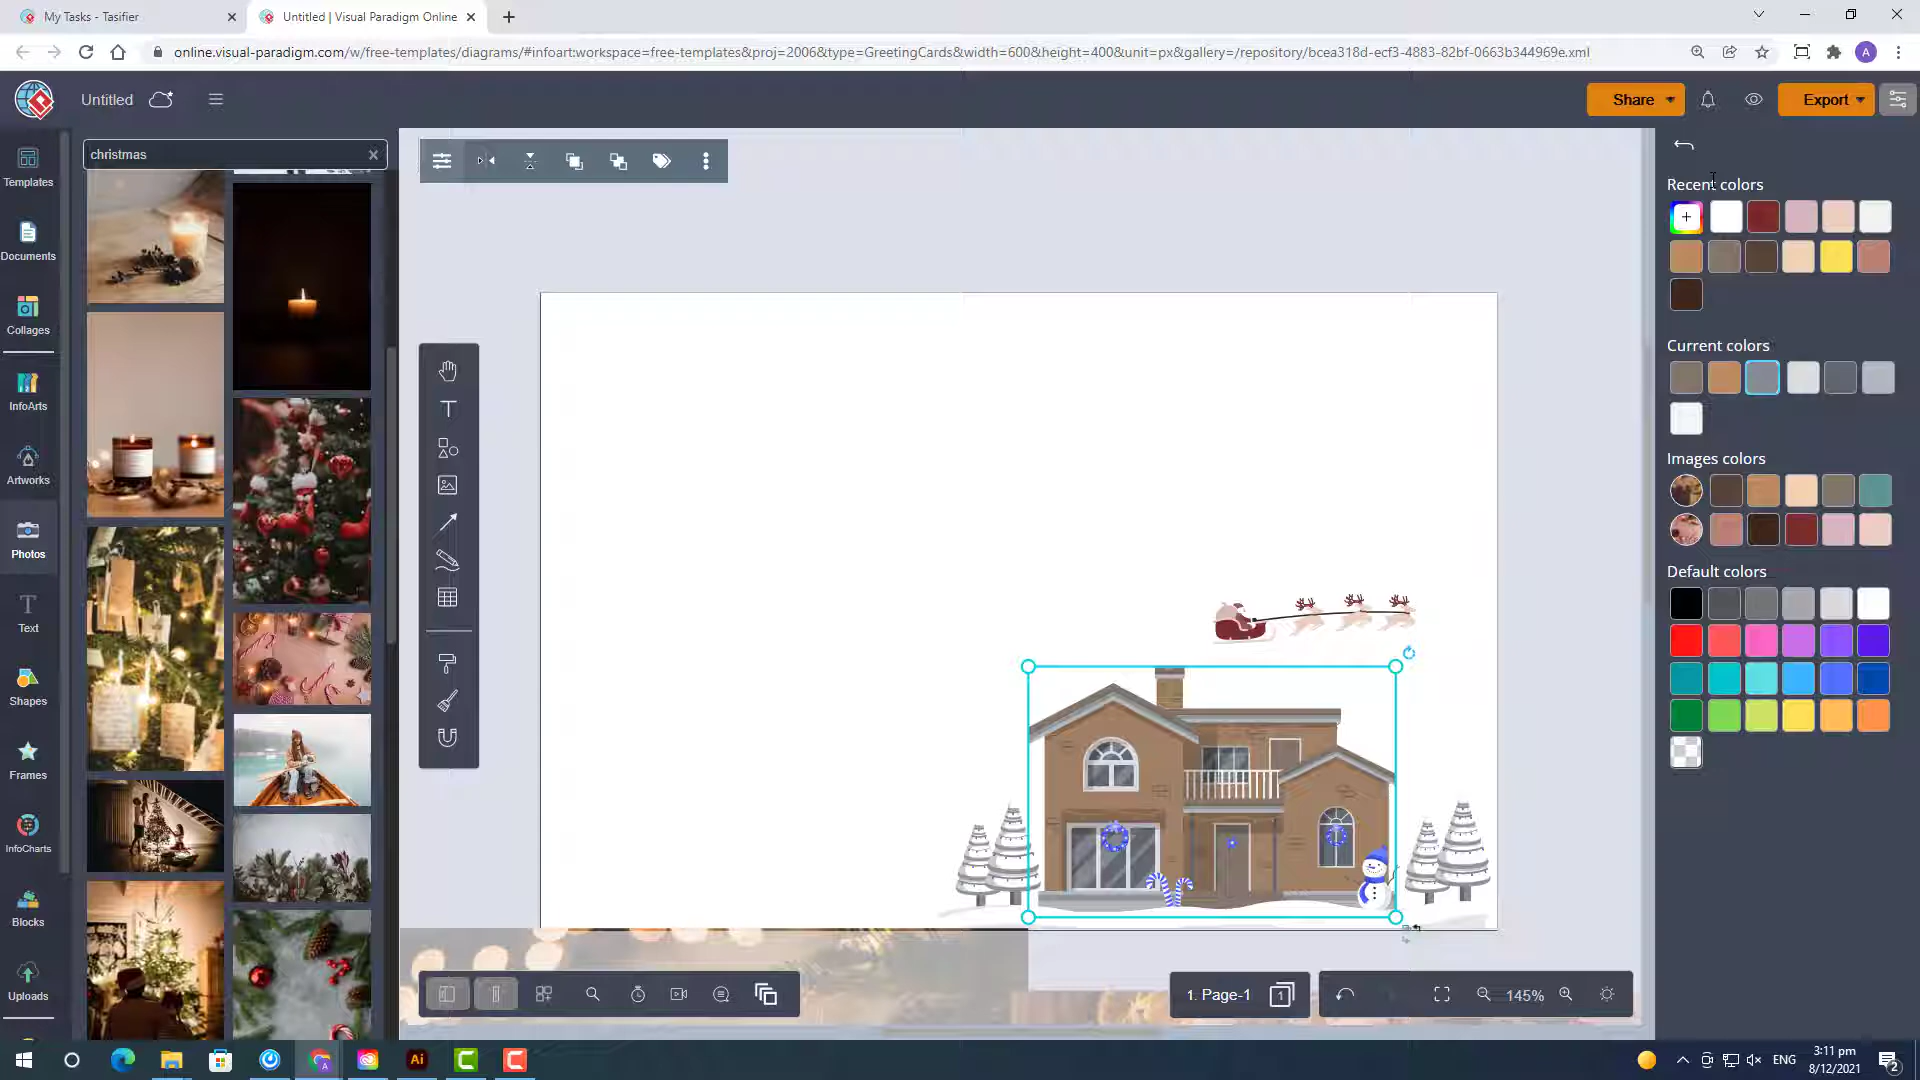 My Tasks - Tasifier
Untitled | Visual Paradigm Online
online.visual-paradigm.com/w/free-templates/diagrams/#infoart:workspace=free-templates&proj=2006&type=GreetingCards&width=600&height=400&unit=px&gallery=/repository/bcea318d-ecf3-4883-82bf-0663b344969e.xml
A
Untitled
Share
Export
christmas
Templates
Documents
Collages
InfoArts
Artworks
Photos
Text
Shapes
Frames
InfoCharts
Blocks
Uploads
Recent colors
Current colors
Images colors
Default colors
1. Page-1
1
145%
Ai
ENG
3:11 pm
8/12/2021
2